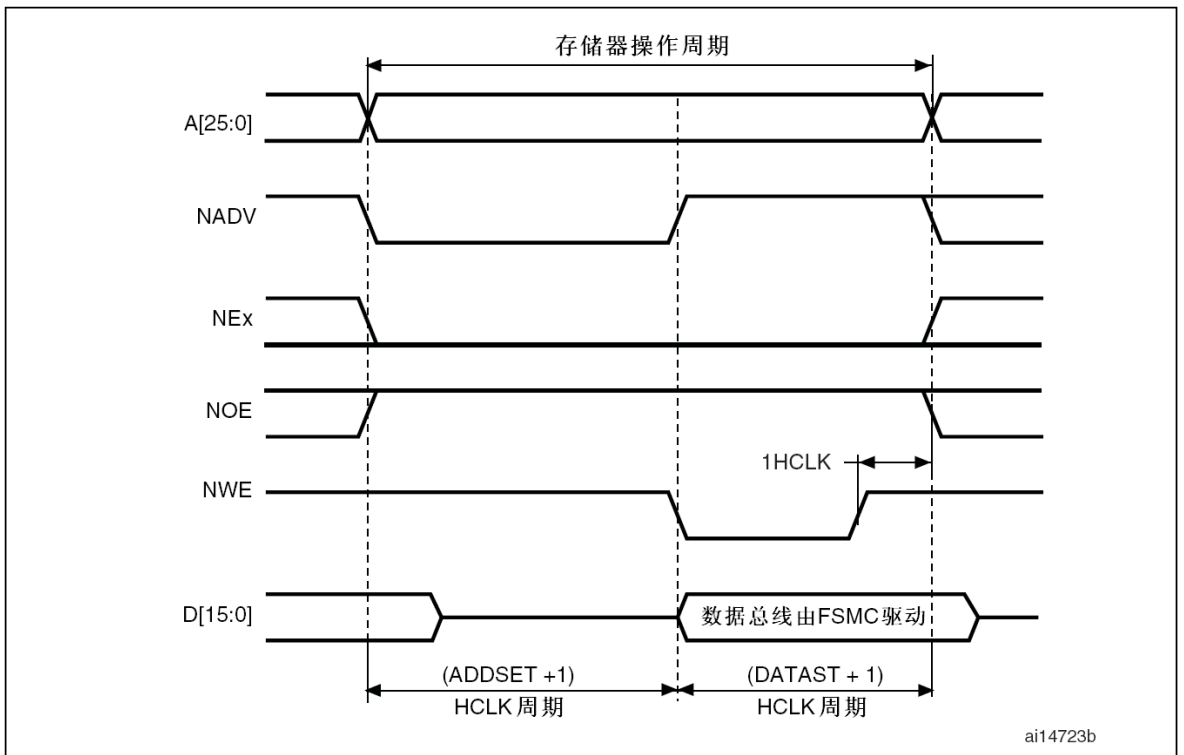 存储器操作周期
A[25:0]
NADV
NEx
NOE
1HCLK
NWE
D[15:0]
数据总线由FSMC驱动
(ADDSET +1)
HCLK 周期
(DATAST + 1)
HCLK 周期
ai14723b